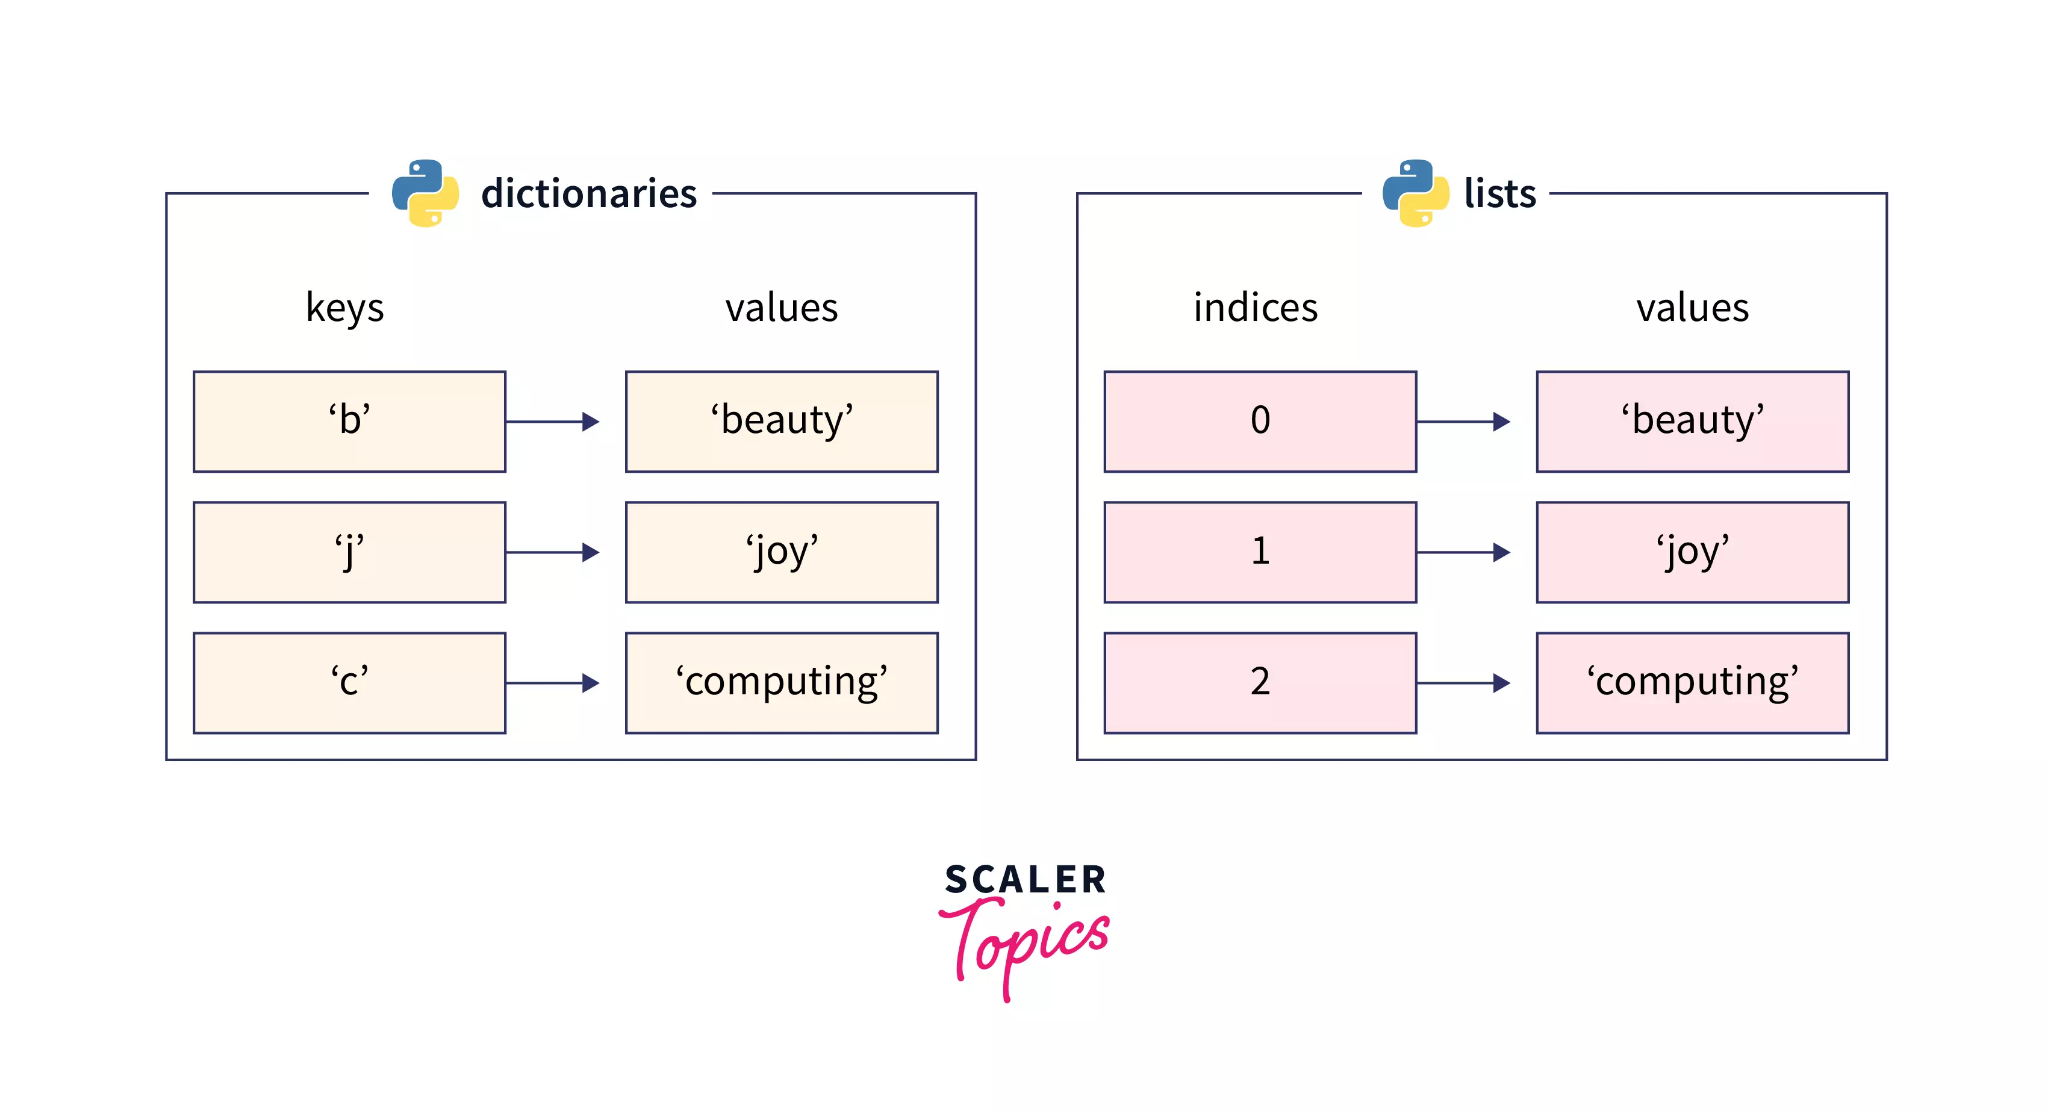 dictionaries
keys values
‘b’ ‘beauty’
‘j’ ‘joy’
‘c’ ‘computing’
lists
indices values
0 ‘beauty’
1 ‘joy’
2 ‘computing’
SCALER
Topics